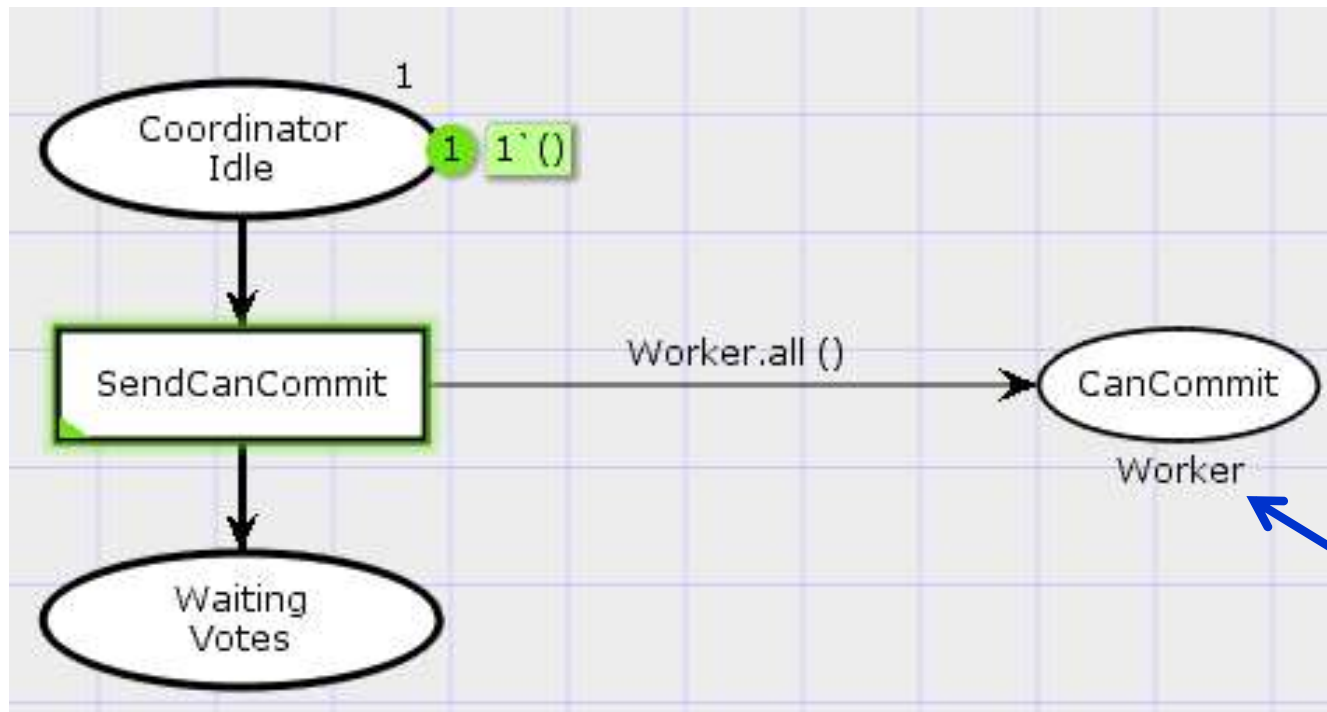 1
Coordinator
Idle
1 1`()
SendCanCommit
Worker.all ()
CanCommit
Worker
Waiting
Votes